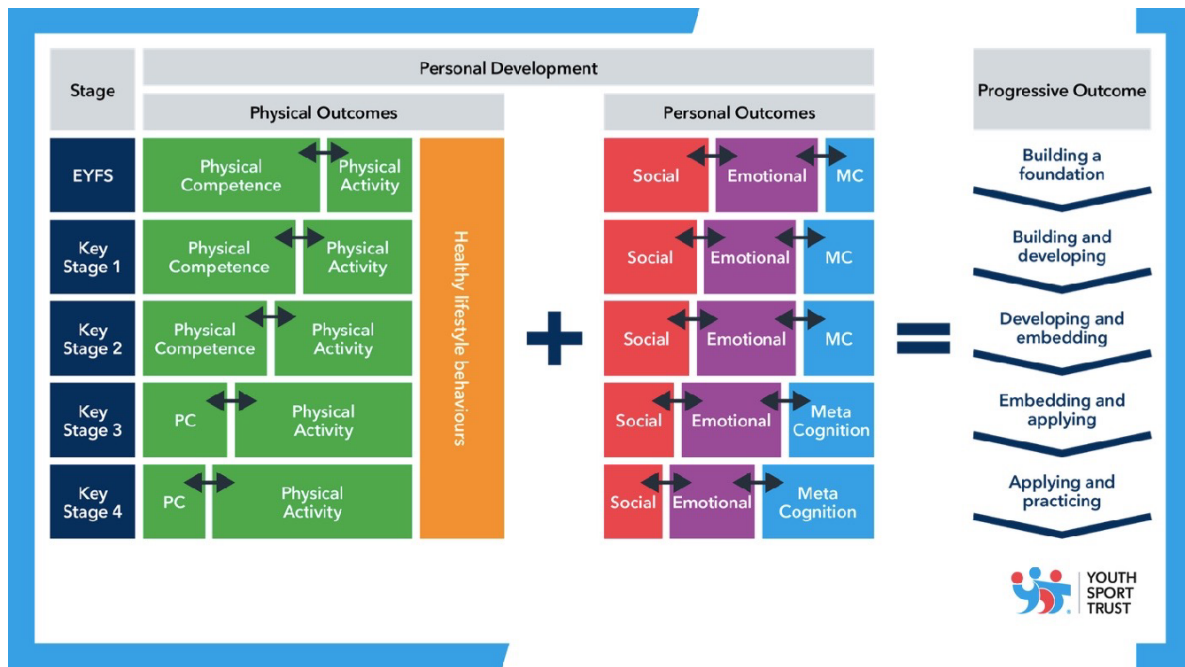 Stage
Personal Development
Progressive Outcome
Physical Outcomes
Personal Outcomes
EYFS
Physical
Competence
Physical
Activity
Healthy lifestyle behaviours
Social
Emotional
MC
Building a
foundation
Key
Stage 1
Physical
Competence
Physical
Activity
Social
Emotional
MC
Building and
developing
Key
Stage 2
Physical
Competence
Physical
Activity
+
Social
Emotional
MC
=
Developing and
embedding
Key
Stage 3
PC
Physical
Activity
Social
Emotional
Meta
Cognition
Embedding and
applying
Key
Stage 4
PC
Physical
Activity
Social
Emotional
Meta
Cognition
Applying and
practicing
YOUTH
SPORT
TRUST